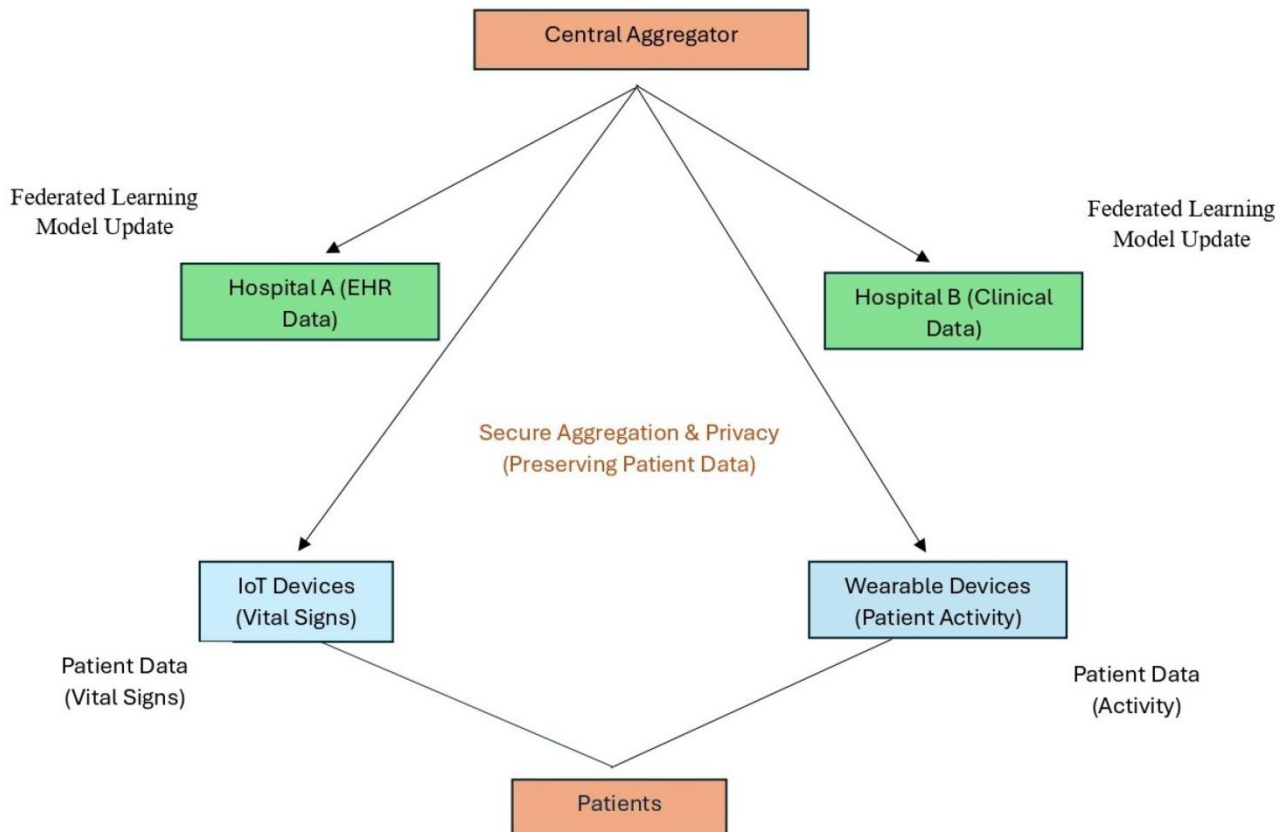 Central Aggregator
Federated Learning
Model Update
Federated Learning
Model Update
Hospital A (EHR
Data)
Hospital B (Clinical
Data)
Secure Aggregation & Privacy
(Preserving Patient Data)
IoT Devices
(Vital Signs)
Wearable Devices
(Patient Activity)
Patient Data
(Vital Signs)
Patient Data
(Activity)
Patients